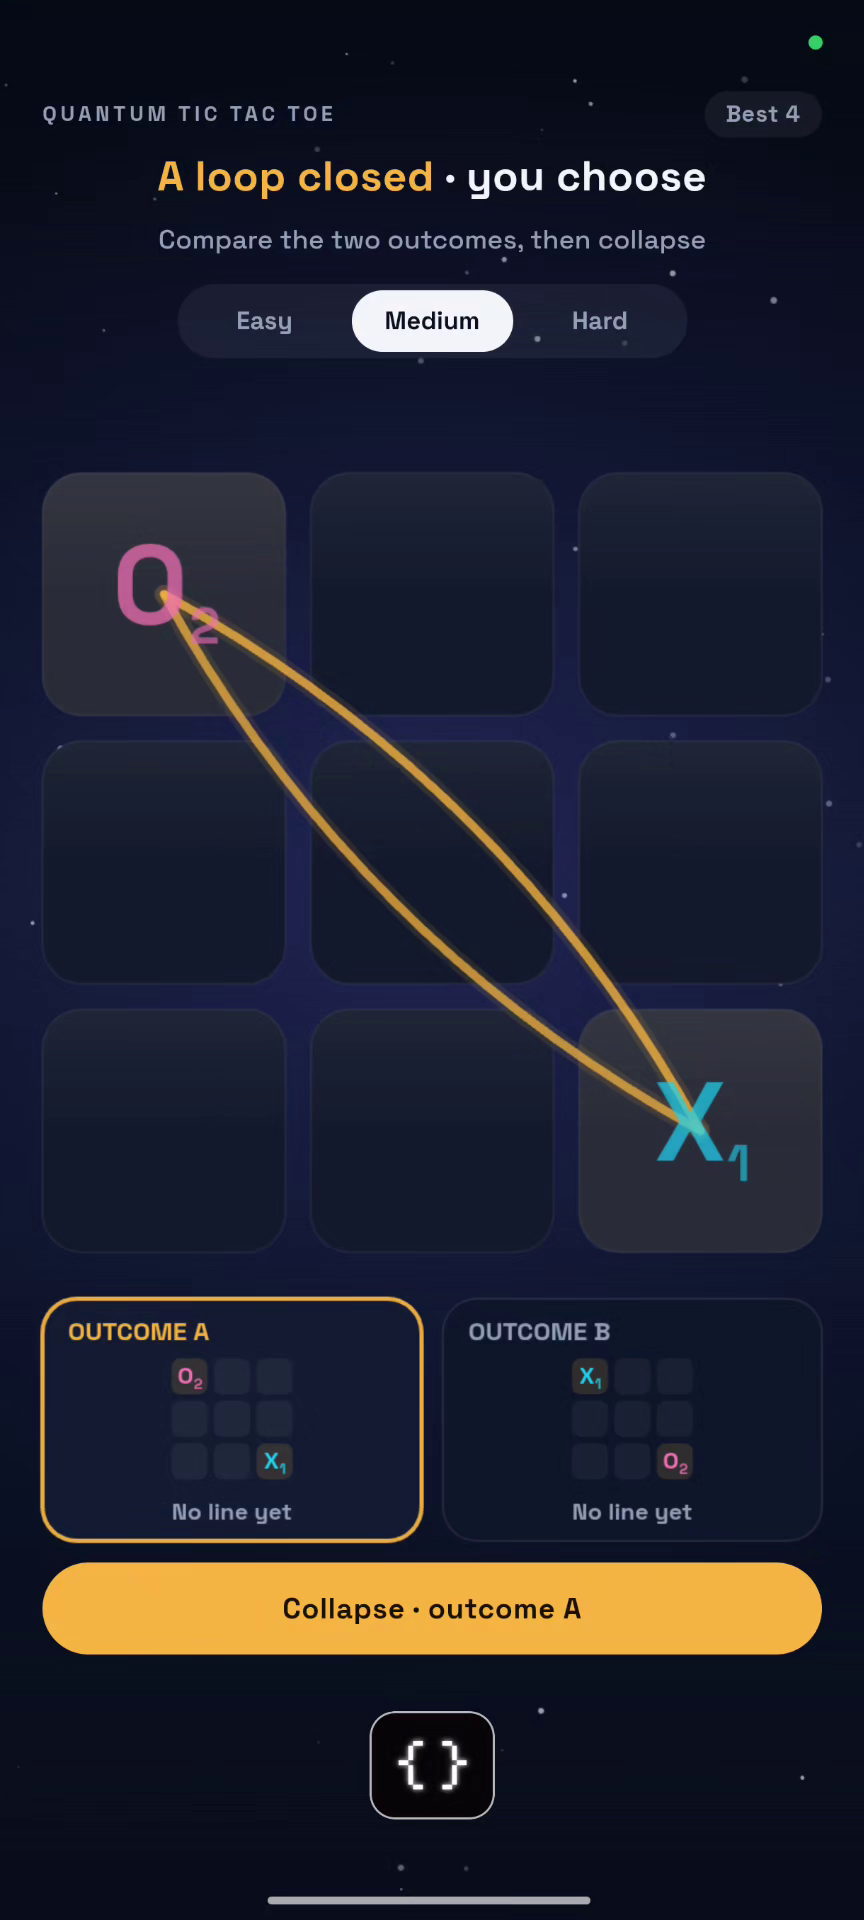 QUANTUM TIC TAC TOE
Best 4
A loop closed · you choose
Compare the two outcomes, then collapse
Easy Medium Hard
O2
X1
OUTCOME A
O2
X1
No line yet
OUTCOME B
X1
O2
No line yet
Collapse · outcome A
{}